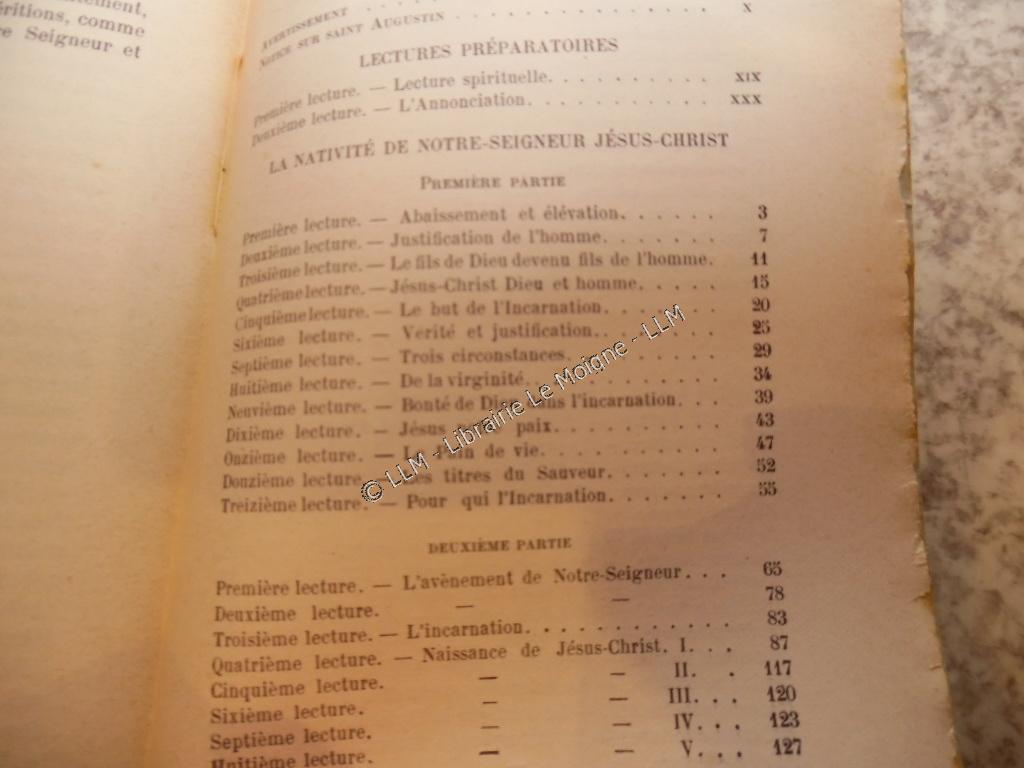 ntement,
éritions, comme
re Seigneur et
AVERTISSEMENT . . . . . . . . . . . .
NOTICE SUR SAINT AUGUSTIN . . . . . . . . . . . . X
LECTURES PRÉPARATOIRES
Première lecture. — Lecture spirituelle. . . . . . . . . XIX
Deuxième lecture. — L'Annonciation. . . . . . . . . . XXX
LA NATIVITÉ DE NOTRE-SEIGNEUR JÉSUS-CHRIST
PREMIÈRE PARTIE
Première lecture. — Abaissement et élévation. . . . . . 3
Deuxième lecture. — Justification de l'homme. . . . . . 7
Troisième lecture. — Le fils de Dieu devenu fils de l'homme. 11
Quatrième lecture. — Jésus-Christ Dieu et homme. . . . . 15
Cinquième lecture. — Le but de l'Incarnation. . . . . . 20
Sixième lecture. — Verité et justification. . . . . . . 25
Septième lecture. — Trois circonstances. . . . . . . . 29
Huitième lecture. — De la virginité. . . . . . . . . . 34
Neuvième lecture. — Bonté de l'incarnation . . . 39
Dixième lecture. — Jésus paix. . . . . . . . . 43
Onzième lecture. — de vie. . . . . . . . . 47
Douzième lecture. — titres du Sauveur. . . . . . 52
Treizième lecture. — Pour qui l'Incarnation. . . . . . 55
DEUXIÈME PARTIE
Première lecture. — L'avènement de Notre-Seigneur. . . 65
Deuxième lecture. — — 78
Troisième lecture. — L'incarnation. . . . . . . . . . . 83
Quatrième lecture. — Naissance de Jésus-Christ. I. . . 87
Cinquième lecture. — — II. . 117
Sixième lecture. — — III. . . 120
Septième lecture. — — IV. . . 123
Huitième lecture. — — V. . . 127
© LLM - Librairie Le Moigne - LLM